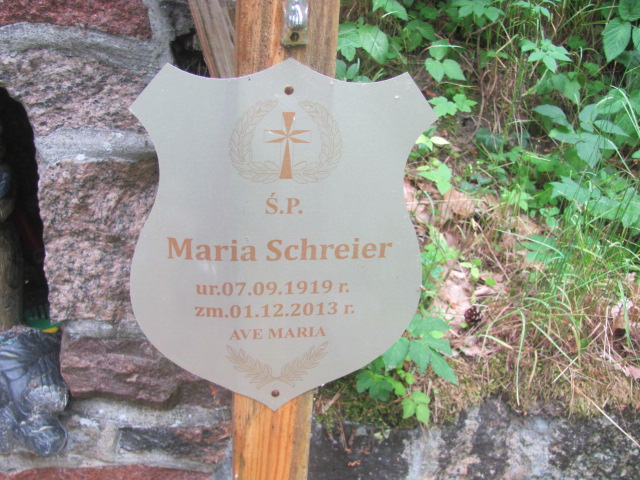 Ś.P.
Maria Schreier
ur.07.09.1919 r.
zm.01.12.2013 r.
AVE MARIA